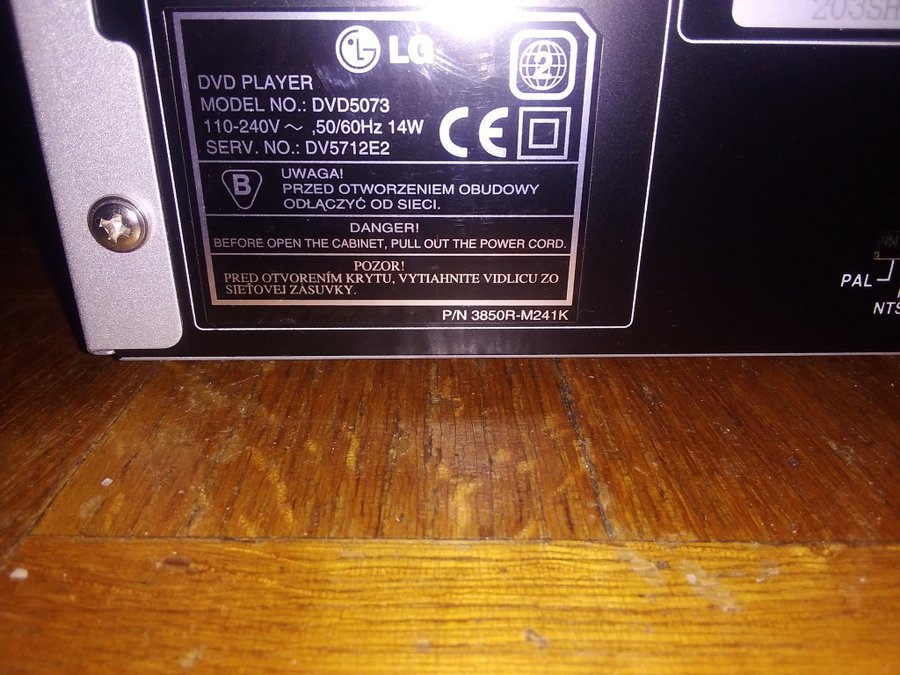 LG
2
DVD PLAYER
MODEL NO.: DVD5073
110-240V ～ ,50/60Hz 14W
SERV. NO.: DV5712E2
CE
B
UWAGA!
PRZED OTWORZENIEM OBUDOWY
ODŁĄCZYĆ OD SIECI.
DANGER!
BEFORE OPEN THE CABINET, PULL OUT THE POWER CORD.
POZOR!
PRED OTVORENÍM KRYTU, VYTIAHNITE VIDLICU ZO
SIEŤOVEJ ZÁSUVKY.
P/N 3850R-M241K
PAL